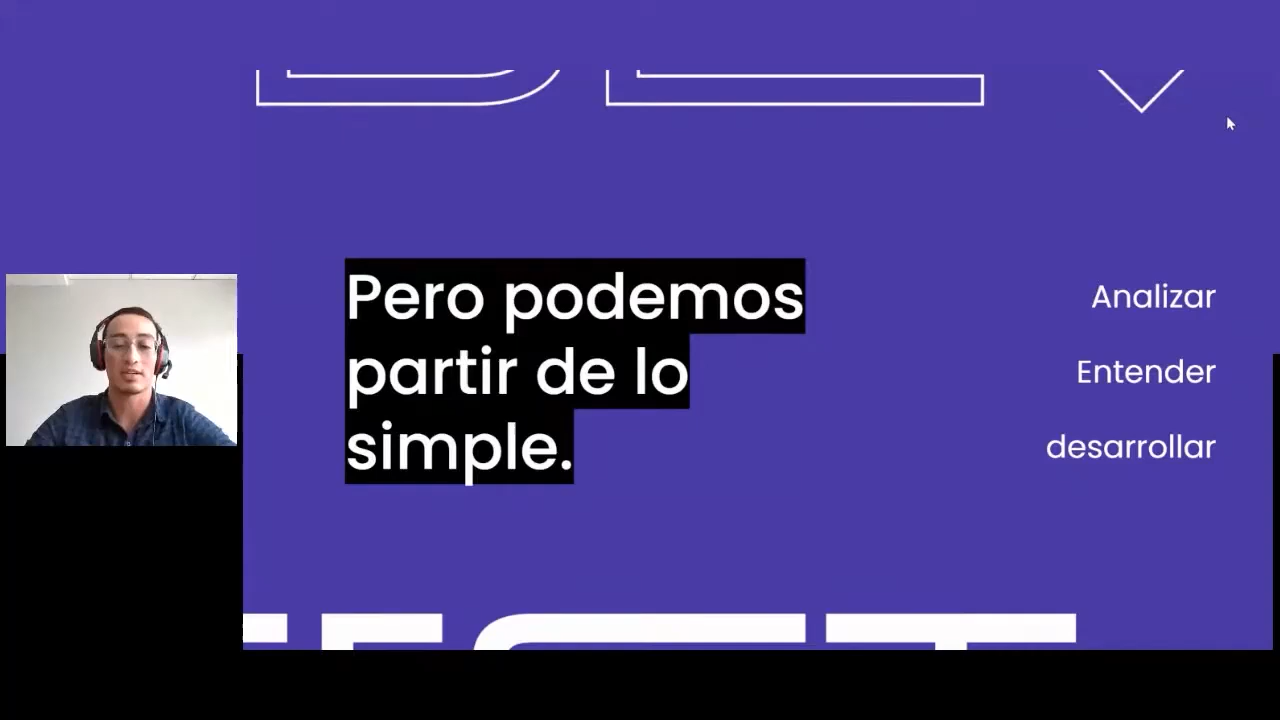 Pero podemos
partir de lo
simple.
Analizar
Entender
desarrollar